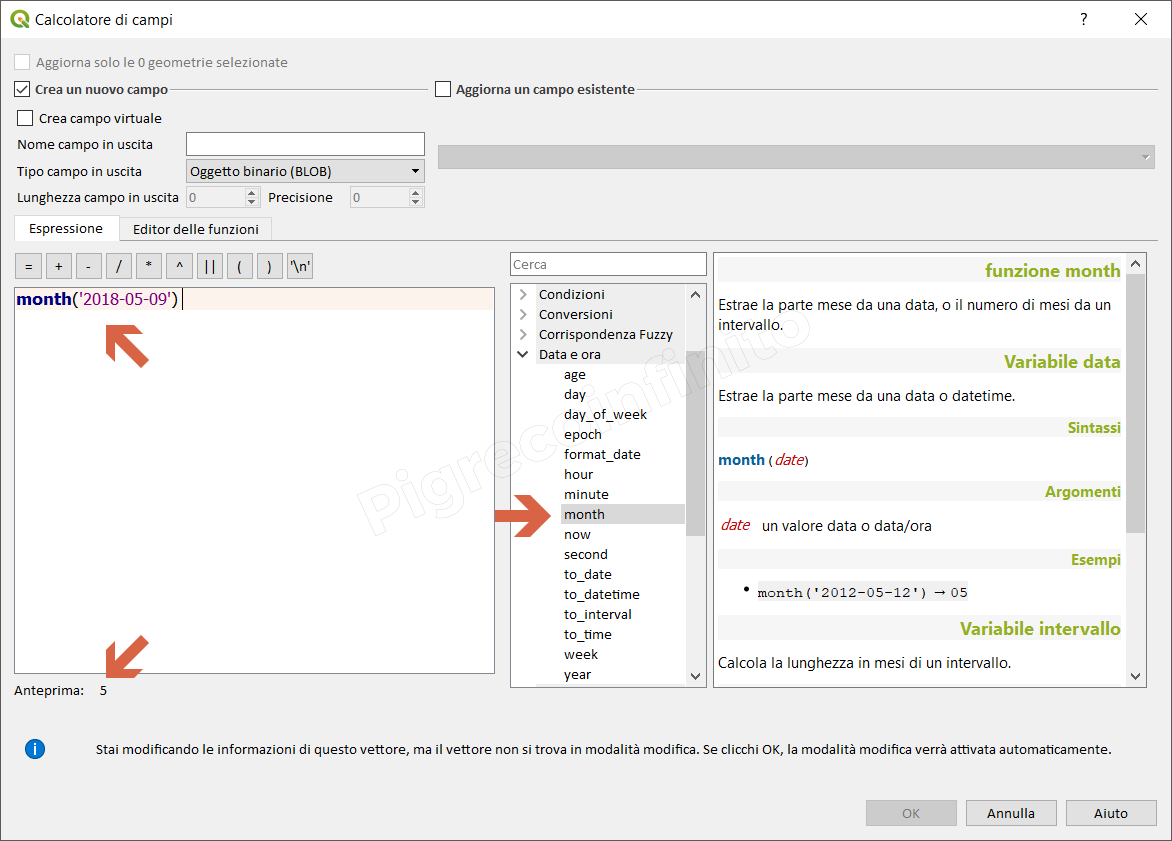 Calcolatore di campi
?
Aggiorna solo le 0 geometrie selezionate
Crea un nuovo campo
Aggiorna un campo esistente
Crea campo virtuale
Nome campo in uscita
Tipo campo in uscita Oggetto binario (BLOB)
Lunghezza campo in uscita 0 Precisione 0
Espressione Editor delle funzioni
= + - / * ^ || ( ) '\n'
month('2018-05-09')
Anteprima: 5
Cerca
Condizioni
Conversioni
Corrispondenza Fuzzy
Data e ora
age
day
day_of_week
epoch
format_date
hour
minute
month
now
second
to_date
to_datetime
to_interval
to_time
week
year
funzione month
Estrae la parte mese da una data, o il numero di mesi da un
intervallo.
Variabile data
Estrae la parte mese da una data o datetime.
Sintassi
month (date)
Argomenti
date un valore data o data/ora
Esempi
• month('2012-05-12') → 05
Variabile intervallo
Calcola la lunghezza in mesi di un intervallo.
Pigrecoinfinito
i
Stai modificando le informazioni di questo vettore, ma il vettore non si trova in modalità modifica. Se clicchi OK, la modalità modifica verrà attivata automaticamente.
OK Annulla Aiuto